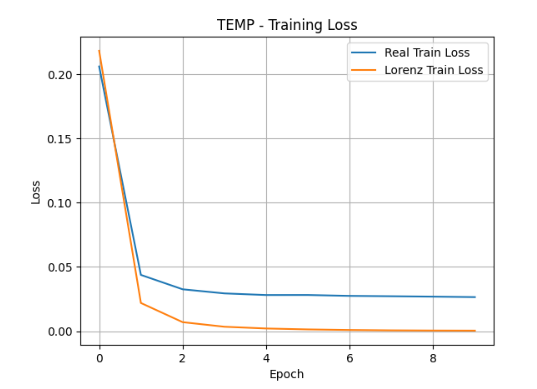 TEMP - Training Loss
Real Train Loss
Lorenz Train Loss
0.20
0.15
0.10
0.05
0.00
Loss
0
2
4
6
8
Epoch